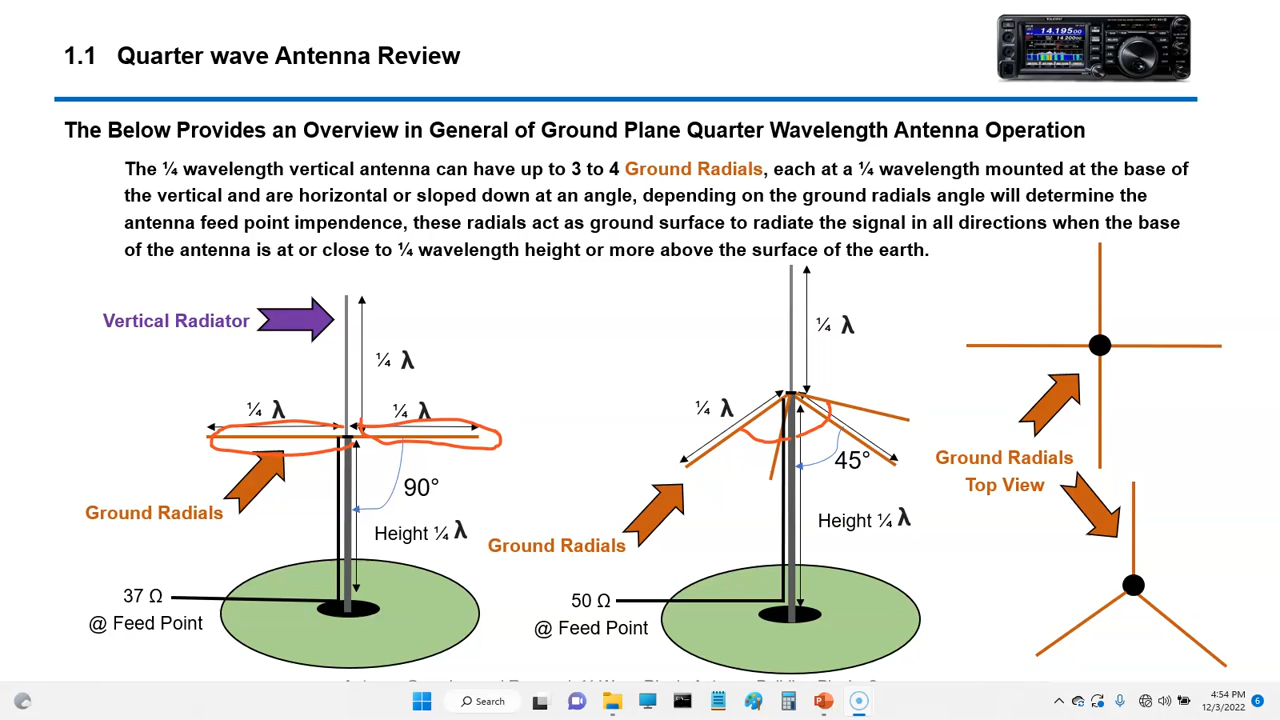 1.1 Quarter wave Antenna Review
14.195.00
14.200.0
The Below Provides an Overview in General of Ground Plane Quarter Wavelength Antenna Operation
The ¼ wavelength vertical antenna can have up to 3 to 4 Ground Radials, each at a ¼ wavelength mounted at the base of
the vertical and are horizontal or sloped down at an angle, depending on the ground radials angle will determine the
antenna feed point impendence, these radials act as ground surface to radiate the signal in all directions when the base
of the antenna is at or close to ¼ wavelength height or more above the surface of the earth.
Vertical Radiator
¼ λ
¼ λ
¼ λ
90°
Ground Radials
Height ¼ λ
37 Ω
@ Feed Point
¼ λ
¼ λ
45°
Ground Radials
Height ¼ λ
50 Ω
@ Feed Point
Ground Radials
Top View
Search
4:54 PM
12/3/2022
6